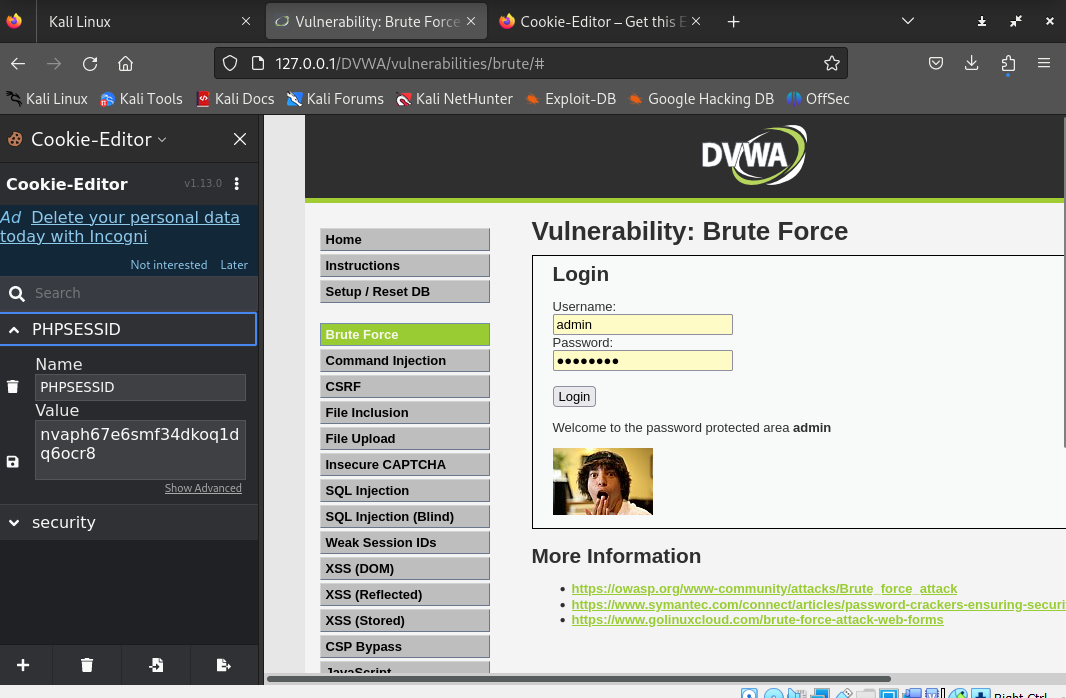 Kali Linux
Vulnerability: Brute Force
Cookie-Editor – Get this E
127.0.0.1/DVWA/vulnerabilities/brute/#
Kali Linux Kali Tools Kali Docs Kali Forums Kali NetHunter Exploit-DB Google Hacking DB OffSec
Cookie-Editor
Cookie-Editor v1.13.0
Ad Delete your personal data
today with Incogni
Not interested Later
Search
PHPSESSID
Name
PHPSESSID
Value
nvaph67e6smf34dkoq1d
q6ocr8
Show Advanced
security
DVWA
Home
Instructions
Setup / Reset DB
Brute Force
Command Injection
CSRF
File Inclusion
File Upload
Insecure CAPTCHA
SQL Injection
SQL Injection (Blind)
Weak Session IDs
XSS (DOM)
XSS (Reflected)
XSS (Stored)
CSP Bypass
JavaScript
Vulnerability: Brute Force
Login
Username:
admin
Password:
●●●●●●●●
Login
Welcome to the password protected area admin
More Information
https://owasp.org/www-community/attacks/Brute_force_attack
https://www.symantec.com/connect/articles/password-crackers-ensuring-securi
https://www.golinuxcloud.com/brute-force-attack-web-forms
Right Ctrl